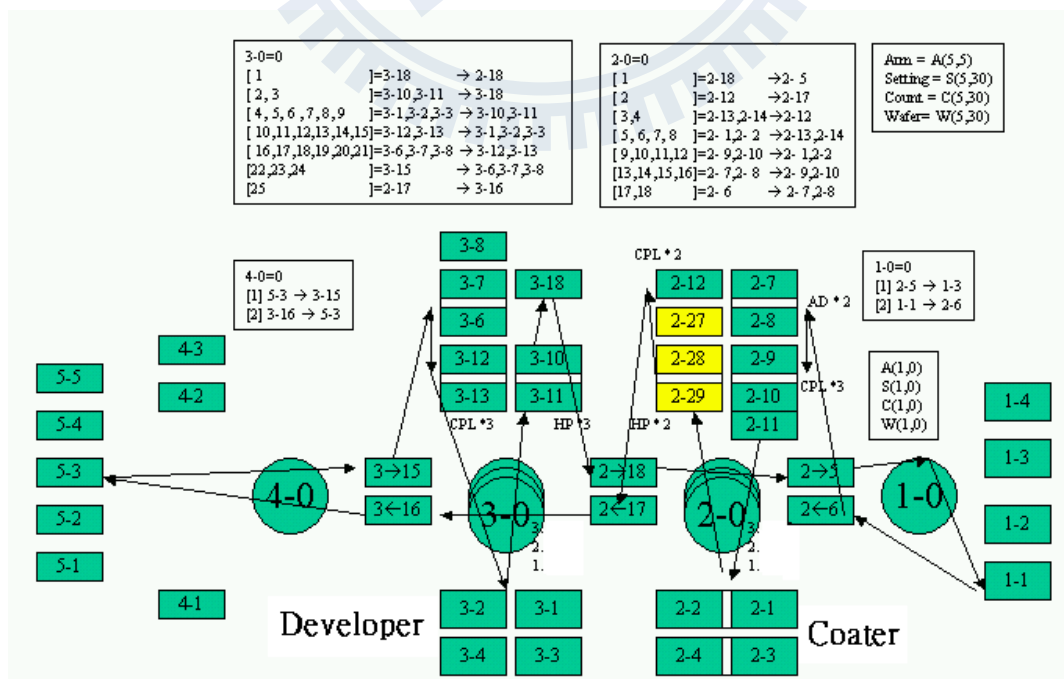 3-0=0
[ 1 ]=3-18 → 2-18
[ 2, 3 ]=3-10,3-11 → 3-18
[ 4, 5, 6 ,7, 8, 9 ]=3-1,3-2,3-3 → 3-10,3-11
[ 10,11,12,13,14,15]=3-12,3-13 → 3-1,3-2,3-3
[ 16,17,18,19,20,21]=3-6,3-7,3-8 → 3-12,3-13
[22,23,24 ]=3-15 → 3-6,3-7,3-8
[25 ]=2-17 → 3-16
2-0=0
[ 1 ]=2-18 →2- 5
[ 2 ]=2-12 →2-17
[ 3,4 ]=2-13,2-14→2-12
[ 5, 6, 7, 8 ]=2- 1,2- 2 →2-13,2-14
[ 9,10,11,12 ]=2- 9,2-10 →2- 1,2-2
[13,14,15,16]=2- 7,2- 8 →2- 9,2-10
[17,18 ]=2- 6 → 2- 7,2-8
Arm = A(5,5)
Setting = S(5,30)
Count = C(5,30)
Wafer= W(5,30)
4-0=0
[1] 5-3 → 3-15
[2] 3-16 → 5-3
1-0=0
[1] 2-5 → 1-3
[2] 1-1 → 2-6
A(1,0)
S(1,0)
C(1,0)
W(1,0)
3-8
CPL *2
3-7 3-18 2-12 2-7
AD *2
3-6 2-27 2-8
4-3
3-12 3-10 2-28 2-9
5-5
4-2
3-13 3-11 2-29 2-10
CPL *3
1-4
CPL *3 HP *3 HP *2
2-11
5-4
1-3
5-3 3→15 2→18 2→5
4-0 3-0 2-0 1-0
3←16 2←17 2←6
5-2
1-2
3. 3.
2. 2.
1. 1.
5-1
1-1
4-1
3-2 3-1 2-2 2-1
Developer Coater
3-4 3-3 2-4 2-3